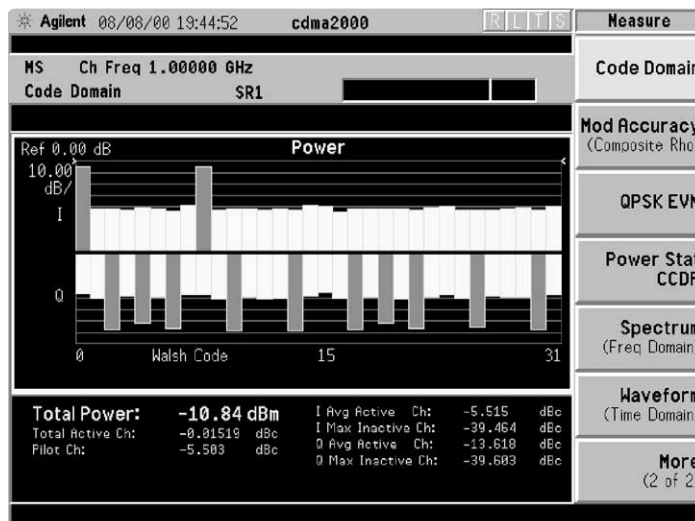 Agilent 08/08/00 19:44:52 cdma2000 R L T S Measure
MS Ch Freq 1.00000 GHz
Code Domain SR1
Code Domain
Mod Accuracy
(Composite Rho
QPSK EVM
Power Stat
CCDF
Spectrum
(Freq Domain
Waveform
(Time Domain
More
(2 of 2
Ref 0.00 dB Power
10.00
dB/
I
Q
0 Walsh Code 15 31
Total Power: -10.84 dBm
Total Active Ch: -0.01519 dBc
Pilot Ch: -5.503 dBc
I Avg Active Ch: -5.515 dBc
I Max Inactive Ch: -39.464 dBc
Q Avg Active Ch: -13.618 dBc
Q Max Inactive Ch: -39.603 dBc